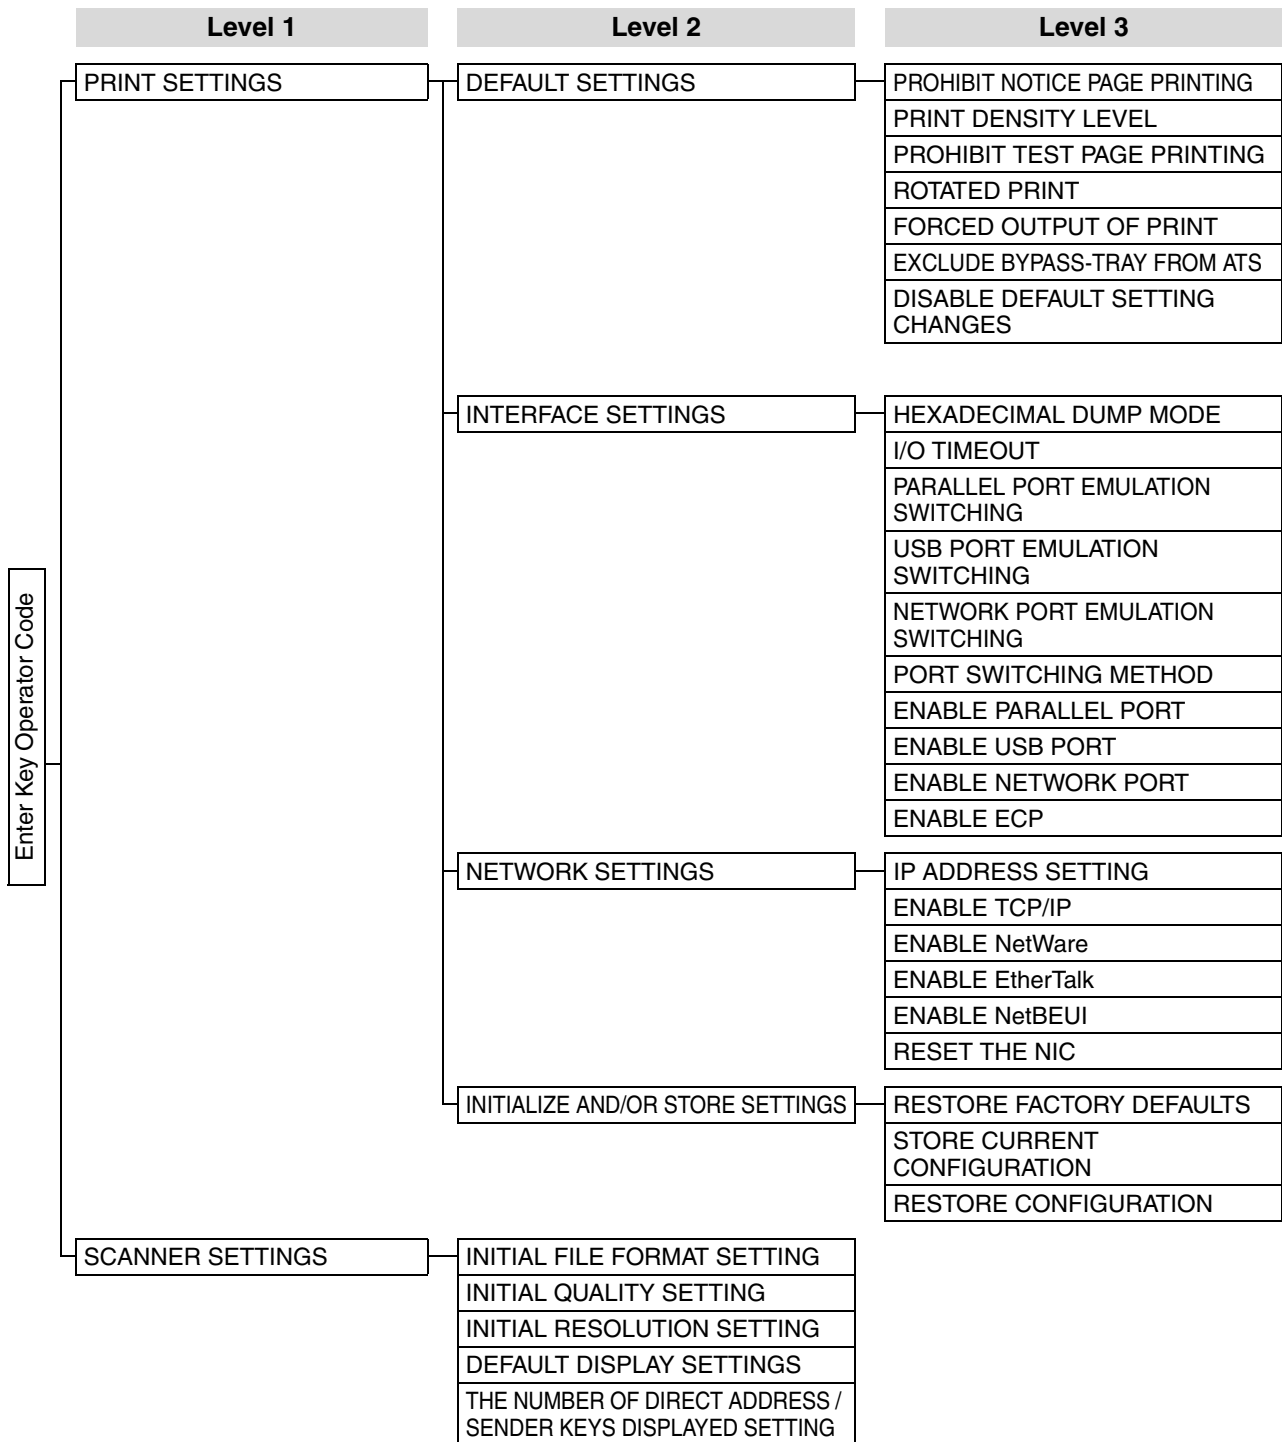 Level 1
Level 2
Level 3
PRINT SETTINGS
DEFAULT SETTINGS
PROHIBIT NOTICE PAGE PRINTING
PRINT DENSITY LEVEL
PROHIBIT TEST PAGE PRINTING
ROTATED PRINT
FORCED OUTPUT OF PRINT
EXCLUDE BYPASS-TRAY FROM ATS
DISABLE DEFAULT SETTING
CHANGES
INTERFACE SETTINGS
HEXADECIMAL DUMP MODE
I/O TIMEOUT
PARALLEL PORT EMULATION
SWITCHING
USB PORT EMULATION
SWITCHING
NETWORK PORT EMULATION
SWITCHING
PORT SWITCHING METHOD
ENABLE PARALLEL PORT
ENABLE USB PORT
ENABLE NETWORK PORT
ENABLE ECP
Enter Key Operator Code
NETWORK SETTINGS
IP ADDRESS SETTING
ENABLE TCP/IP
ENABLE NetWare
ENABLE EtherTalk
ENABLE NetBEUI
RESET THE NIC
INITIALIZE AND/OR STORE SETTINGS
RESTORE FACTORY DEFAULTS
STORE CURRENT
CONFIGURATION
RESTORE CONFIGURATION
SCANNER SETTINGS
INITIAL FILE FORMAT SETTING
INITIAL QUALITY SETTING
INITIAL RESOLUTION SETTING
DEFAULT DISPLAY SETTINGS
THE NUMBER OF DIRECT ADDRESS /
SENDER KEYS DISPLAYED SETTING